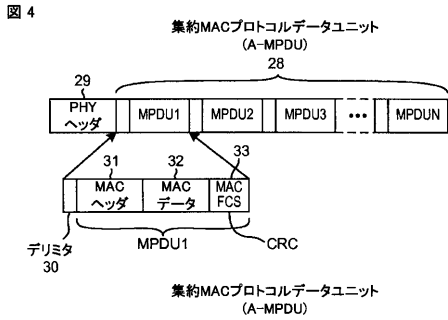 図 4
集約MACプロトコルデータユニット
(A-MPDU)
28
29
PHY
ヘッダ
MPDU1
MPDU2
MPDU3
•••
MPDUN
31
32
33
MAC
ヘッダ
MAC
データ
MAC
FCS
デリミタ
30
MPDU1
CRC
集約MACプロトコルデータユニット
(A-MPDU)